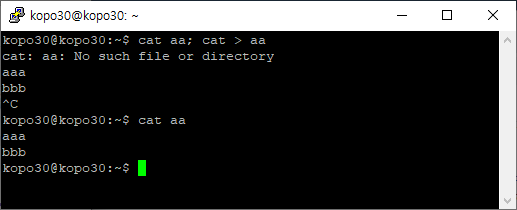 kopo30@kopo30: ~
kopo30@kopo30:~$ cat aa; cat > aa
cat: aa: No such file or directory
aaa
bbb
^C
kopo30@kopo30:~$ cat aa
aaa
bbb
kopo30@kopo30:~$